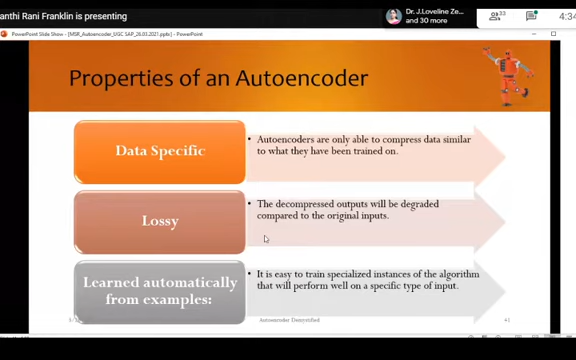 anthi Rani Franklin is presenting
Dr. J.Loveline Ze...
and 30 more
33
4:34
PowerPoint Slide Show - [MSR_Autoencoder_UGC SAP_26.03.2021.pptx] - PowerPoint
Properties of an Autoencoder
Data Specific
• Autoencoders are only able to compress data similar
to what they have been trained on.
Lossy
• The decompressed outputs will be degraded
compared to the original inputs.
Learned automatically
from examples:
• It is easy to train specialized instances of the algorithm
that will perform well on a specific type of input.
Autoencoder Demystified